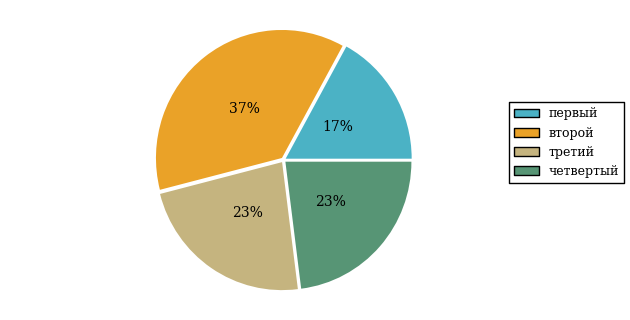 37%
17%
23%
23%
первый
второй
третий
четвертый